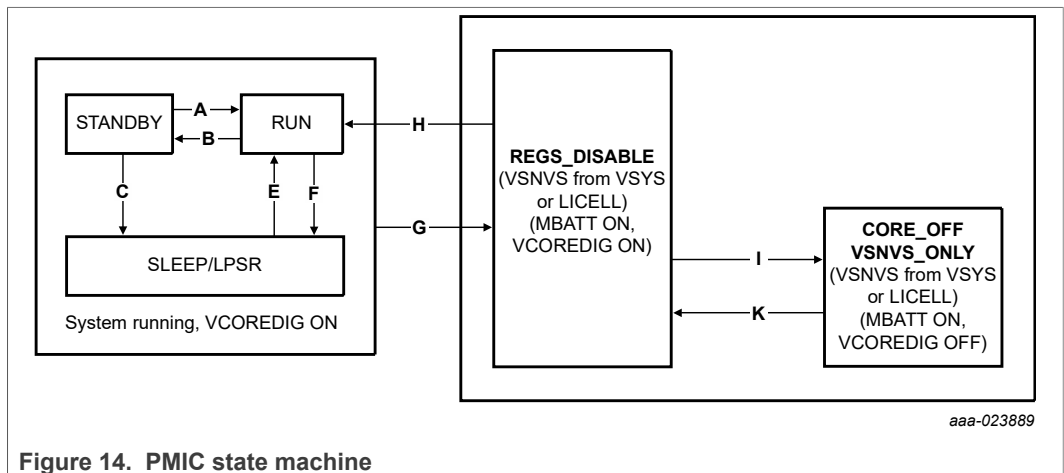 STANDBY
A
B
RUN
C
E
F
SLEEP/LPSR
System running, VCOREDIG ON
H
G
REGS_DISABLE
(VSNVS from VSYS
or LICELL)
(MBATT ON,
VCOREDIG ON)
I
K
CORE_OFF
VSNVS_ONLY
(VSNVS from VSYS
or LICELL)
(MBATT ON,
VCOREDIG OFF)
aaa-023889
Figure 14. PMIC state machine